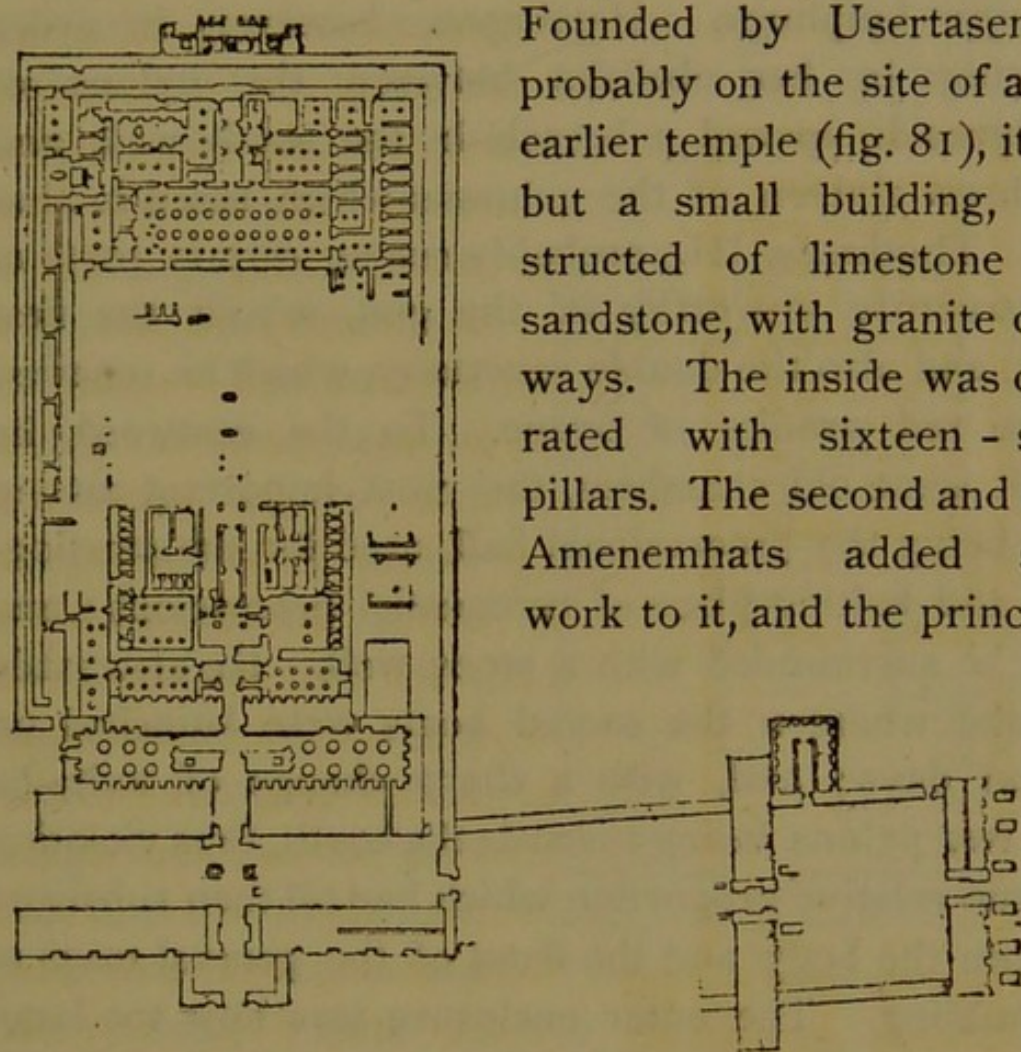 Founded by Usertasen
probably on the site of a
earlier temple (fig. 81), it
but a small building,
structed of limestone
sandstone, with granite
ways. The inside was
rated with sixteen-
pillars. The second and
Amenemhats added
work to it, and the